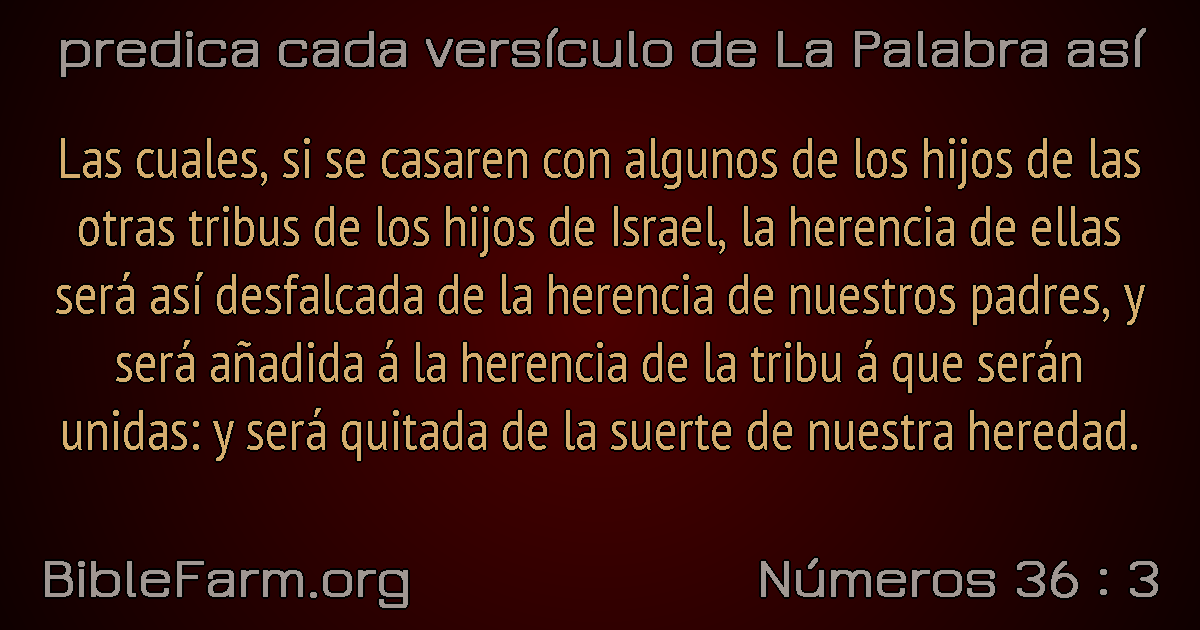 predica cada versículo de La Palabra así
Las cuales, si se casaren con algunos de los hijos de las
otras tribus de los hijos de Israel, la herencia de ellas
será así desfalcada de la herencia de nuestros padres, y
será añadida á la herencia de la tribu á que serán
unidas: y será quitada de la suerte de nuestra heredad.
BibleFarm.org
Números 36 : 3